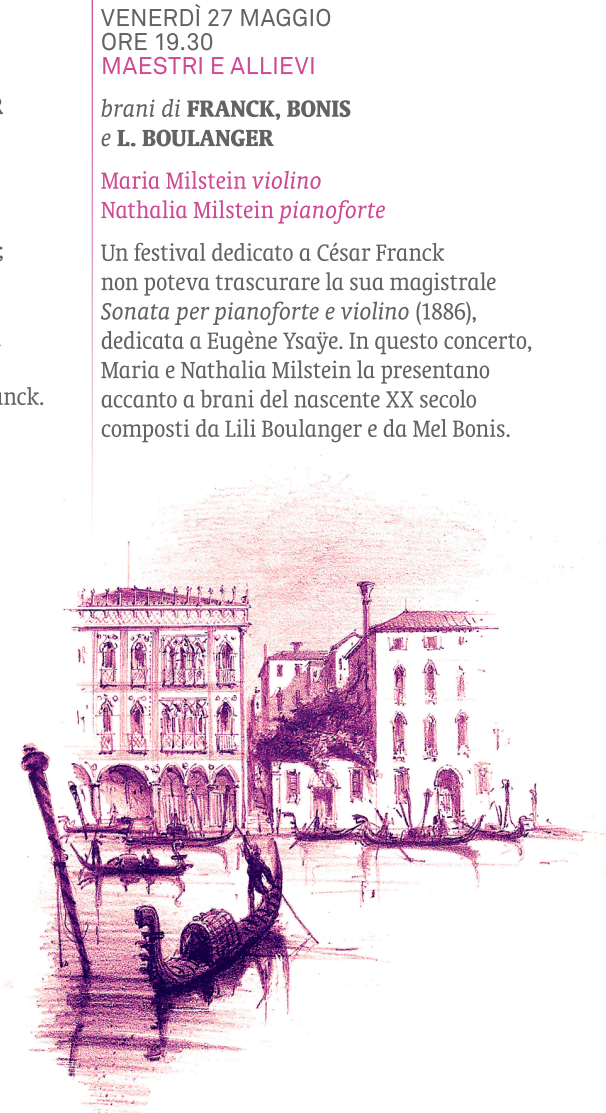 VENERDÌ 27 MAGGIO
ORE 19.30
MAESTRI E ALLIEVI
brani di FRANCK, BONIS
e L. BOULANGER
Maria Milstein violino
Nathalia Milstein pianoforte
Un festival dedicato a César Franck
non poteva trascurare la sua magistrale
Sonata per pianoforte e violino (1886),
dedicata a Eugène Ysaÿe. In questo concerto,
Maria e Nathalia Milstein la presentano
accanto a brani del nascente XX secolo
composti da Lili Boulanger e da Mel Bonis.